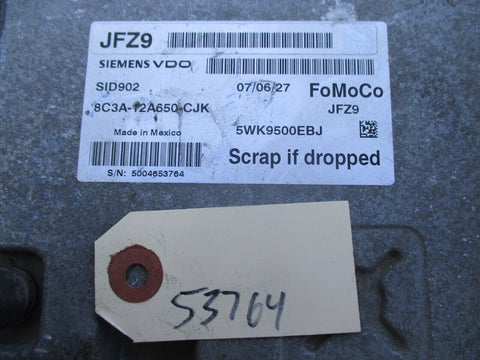 JFZ9
SIEMENS VDO
SID902 07/06/27 FoMoCo
8C3A-12A650-CJK JFZ9
Made in Mexico 5WK9500EBJ
Scrap if dropped
S/N: 5004653764
53764